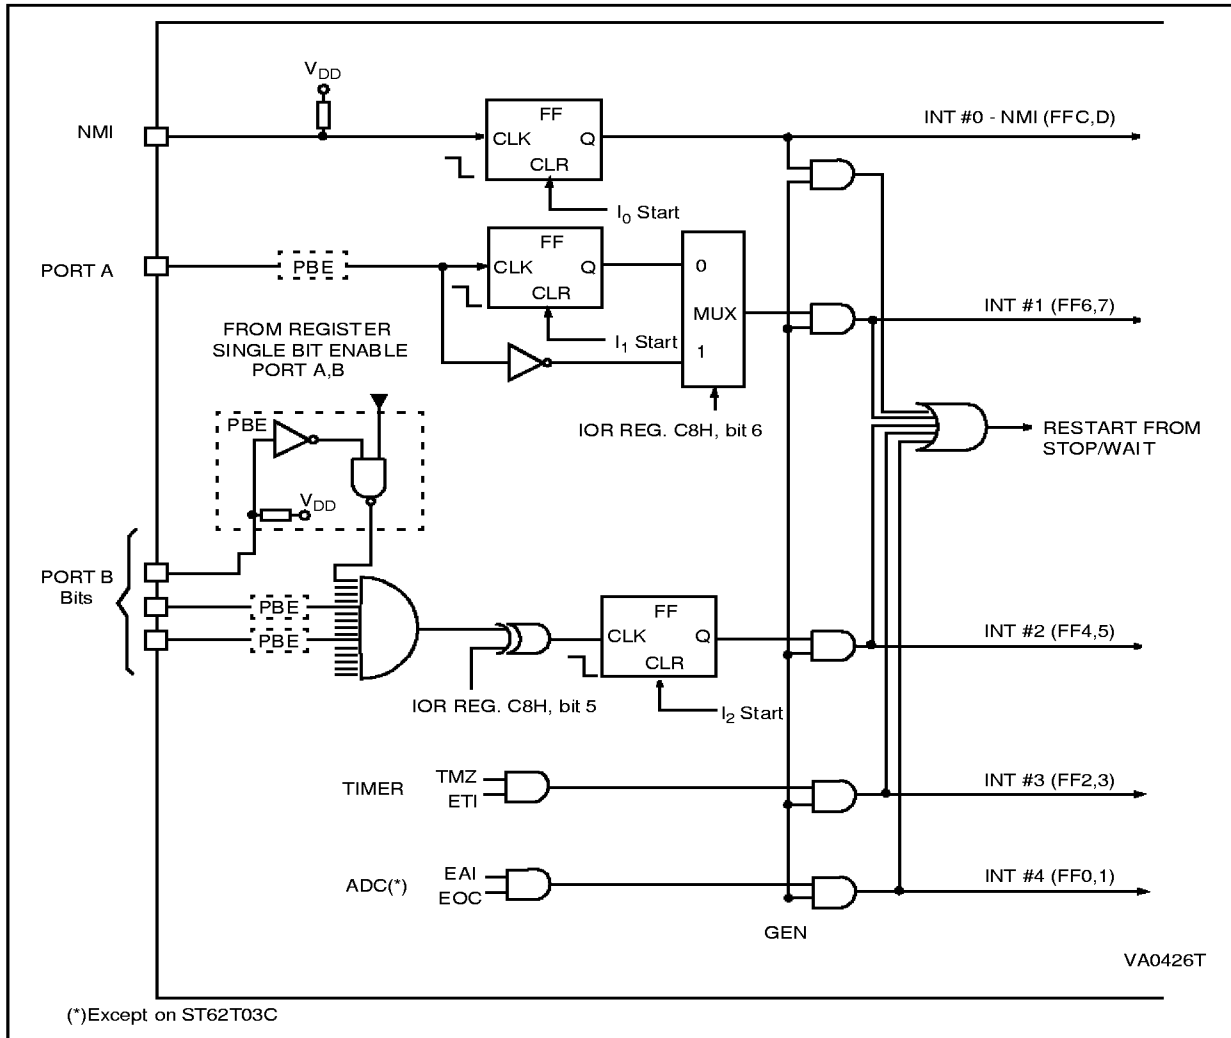 VDD
NMI
FF
CLK
Q
CLR
I0 Start
INT #0 - NMI (FFC,D)
PORT A
PBE
FF
CLK
Q
CLR
I1 Start
0
MUX
1
IOR REG. C8H, bit 6
INT #1 (FF6,7)
FROM REGISTER
SINGLE BIT ENABLE
PORT A,B
PBE
VDD
RESTART FROM
STOP/WAIT
PORT B
Bits
PBE
PBE
IOR REG. C8H, bit 5
FF
CLK
Q
CLR
I2 Start
INT #2 (FF4,5)
TIMER
TMZ
ETI
INT #3 (FF2,3)
ADC(*)
EAI
EOC
INT #4 (FF0,1)
GEN
VA0426T
(*)Except on ST62T03C